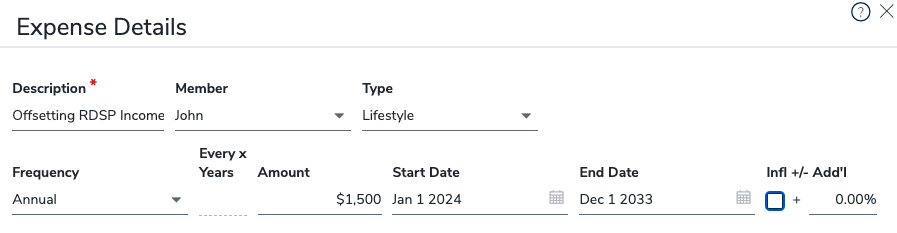 Expense Details ?
Description * Member Type
Offsetting RDSP Income John Lifestyle
Every x
Frequency Years Amount Start Date End Date Infl +/- Add'l
Annual $1,500 Jan 1 2024 Dec 1 2033 + 0.00%